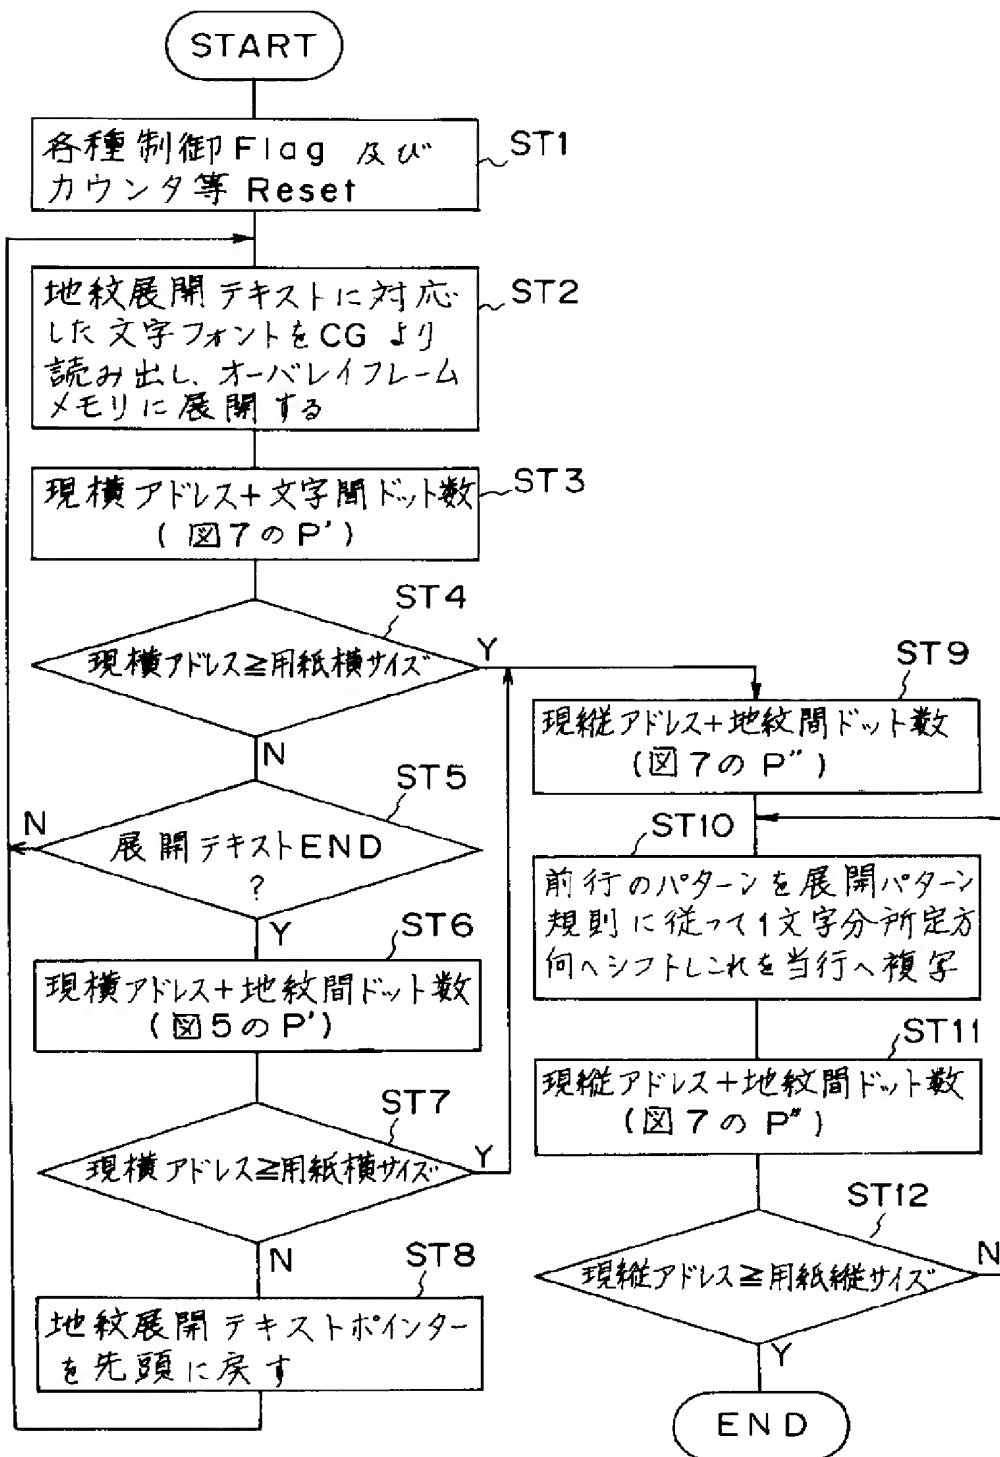 START
ST1
各種制御Flag 及び
カウンタ等 Reset
ST2
地紋展開テキストに対応
した文字フォントをCGより
読み出し、オーバレイフレーム
メモリに展開する
ST3
現横アドレス+文字間ドット数
(図7のP')
ST4
現横アドレス≧用紙横サイズ
Y
N
ST5
展開テキストEND
?
N
Y
ST6
現横アドレス+地紋間ドット数
(図5のP')
ST7
現横アドレス≧用紙横サイズ
Y
N
ST8
地紋展開テキストポインター
を先頭に戻す
ST9
現縦アドレス+地紋間ドット数
(図7のP")
ST10
前行のパターンを展開パターン
規則に従って1文字分所定方
向へシフトしこれを当行へ複写
ST11
現縦アドレス+地紋間ドット数
(図7のP")
ST12
現縦アドレス≧用紙縦サイズ
N
Y
END